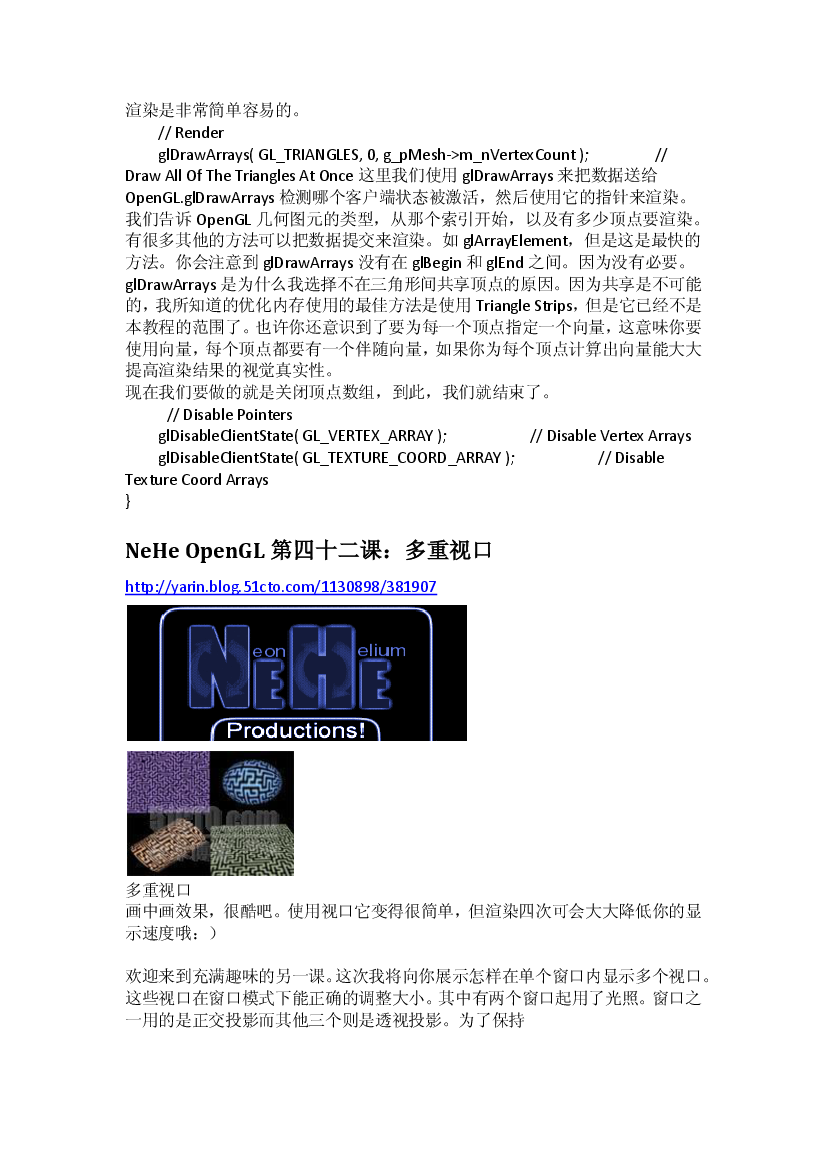 渲染是非常简单容易的。
// Render
glDrawArrays( GL_TRIANGLES, 0, g_pMesh->m_nVertexCount ); //
Draw All Of The Triangles At Once 这里我们使用 glDrawArrays 来把数据送给
OpenGL.glDrawArrays 检测哪个客户端状态被激活，然后使用它的指针来渲染。
我们告诉 OpenGL 几何图元的类型，从那个索引开始，以及有多少顶点要渲染。
有很多其他的方法可以把数据提交来渲染。如 glArrayElement，但是这是最快的
方法。你会注意到 glDrawArrays 没有在 glBegin 和 glEnd 之间。因为没有必要。
glDrawArrays 是为什么我选择不在三角形间共享顶点的原因。因为共享是不可能
的，我所知道的优化内存使用的最佳方法是使用 Triangle Strips，但是它已经不是
本教程的范围了。也许你还意识到了要为每一个顶点指定一个向量，这意味你要
使用向量，每个顶点都要有一个伴随向量，如果你为每个顶点计算出向量能大大
提高渲染结果的视觉真实性。
现在我们要做的就是关闭顶点数组，到此，我们就结束了。
// Disable Pointers
glDisableClientState( GL_VERTEX_ARRAY ); // Disable Vertex Arrays
glDisableClientState( GL_TEXTURE_COORD_ARRAY ); // Disable
Texture Coord Arrays
}
NeHe OpenGL 第四十二课：多重视口
http://yarin.blog.51cto.com/1130898/381907
Neon Helium
NeHe
Productions!
51CTO.com
多重视口
画中画效果，很酷吧。使用视口它变得很简单，但渲染四次可会大大降低你的显
示速度哦：）
欢迎来到充满趣味的另一课。这次我将向你展示怎样在单个窗口内显示多个视口。
这些视口在窗口模式下能正确的调整大小。其中有两个窗口起用了光照。窗口之
一用的是正交投影而其他三个则是透视投影。为了保持